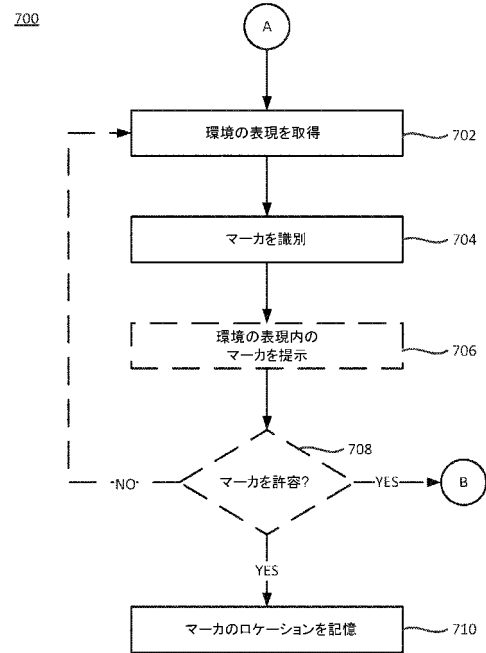 700
A
環境の表現を取得
702
マーカを識別
704
環境の表現内の
マーカを提示
706
708
マーカを許容?
NO
YES
B
YES
マーカのロケーションを記憶
710